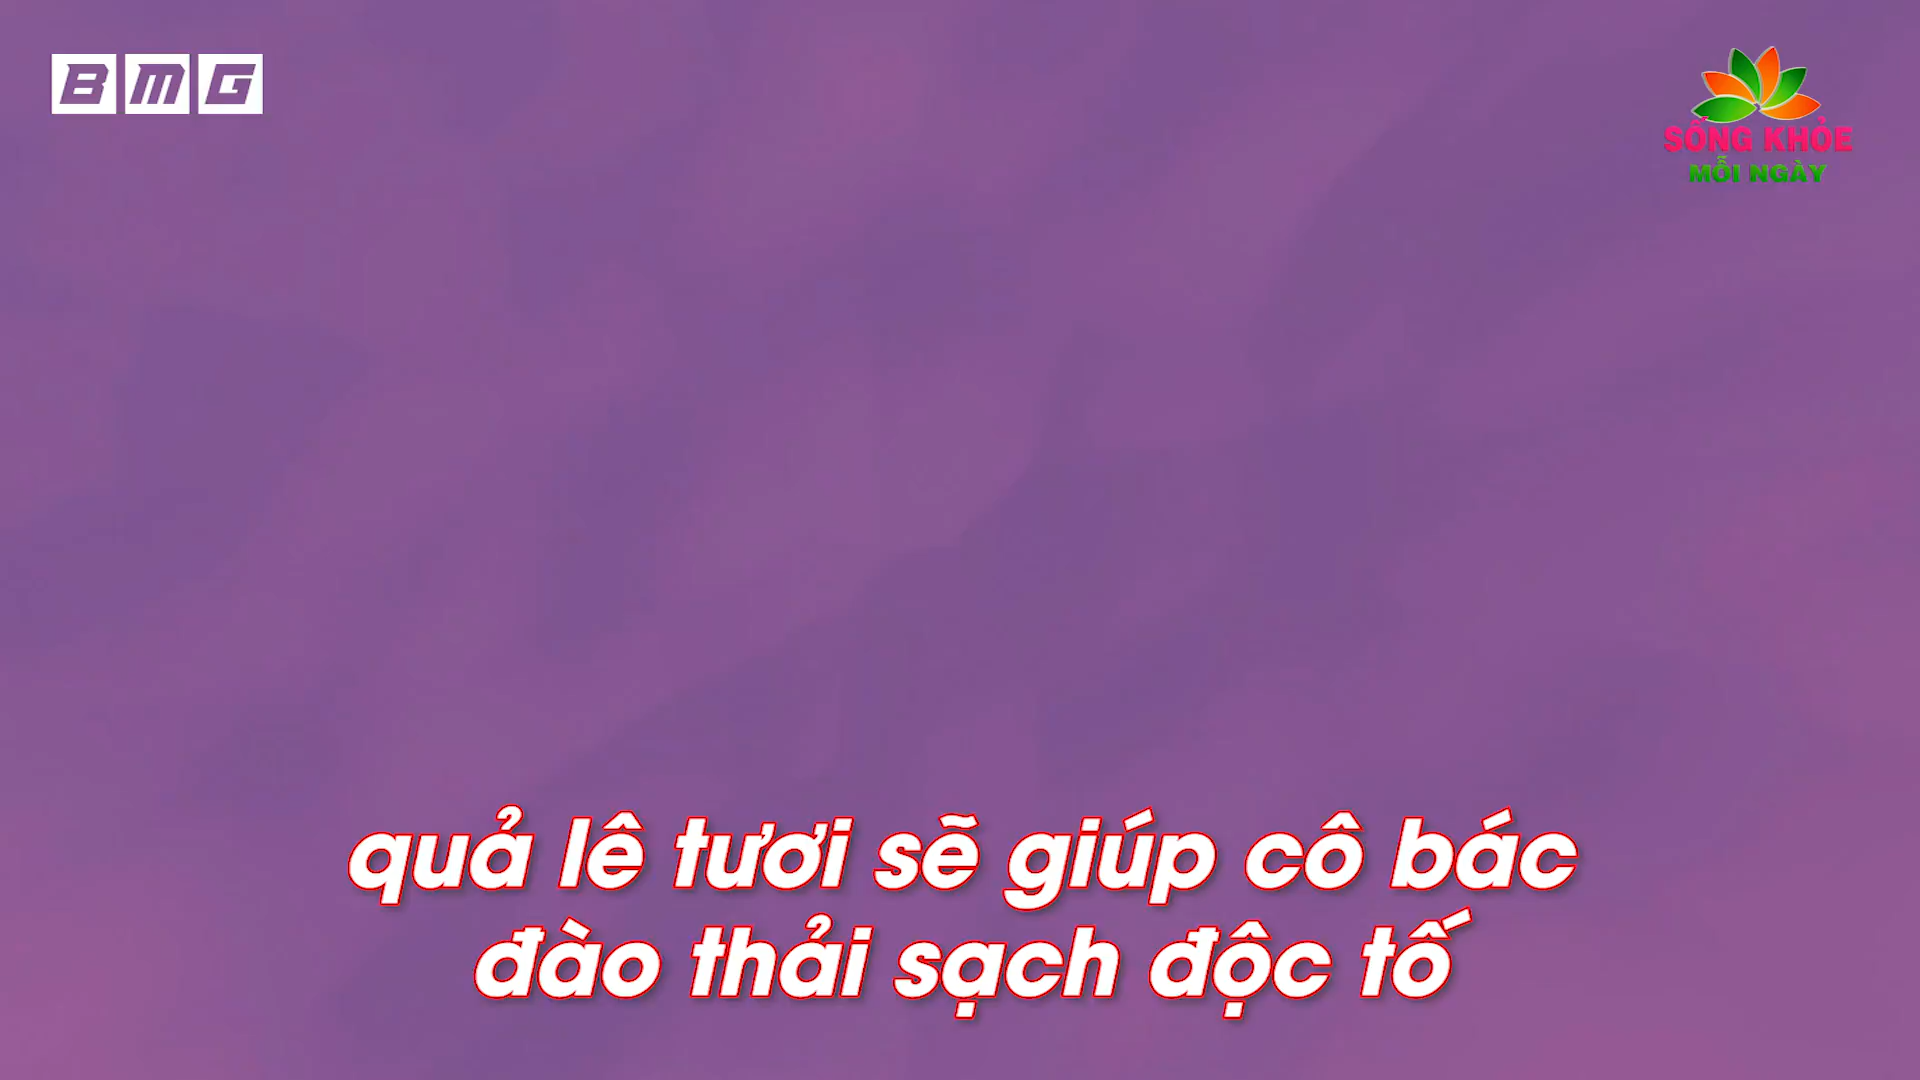 BMG
SỐNG KHỎE
MỖI NGÀY
quả lê tươi sẽ giúp cô bác
đào thải sạch độc tố